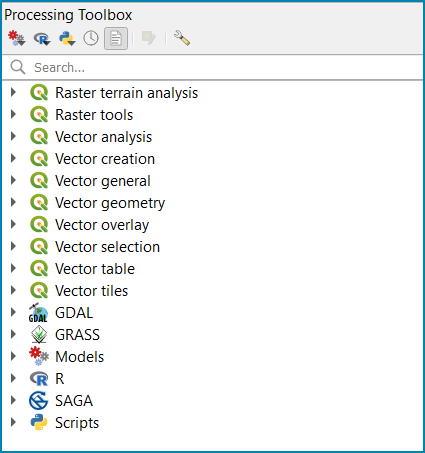 Processing Toolbox
Search...
Raster terrain analysis
Raster tools
Vector analysis
Vector creation
Vector general
Vector geometry
Vector overlay
Vector selection
Vector table
Vector tiles
GDAL GDAL
GRASS
Models
R
SAGA
Scripts